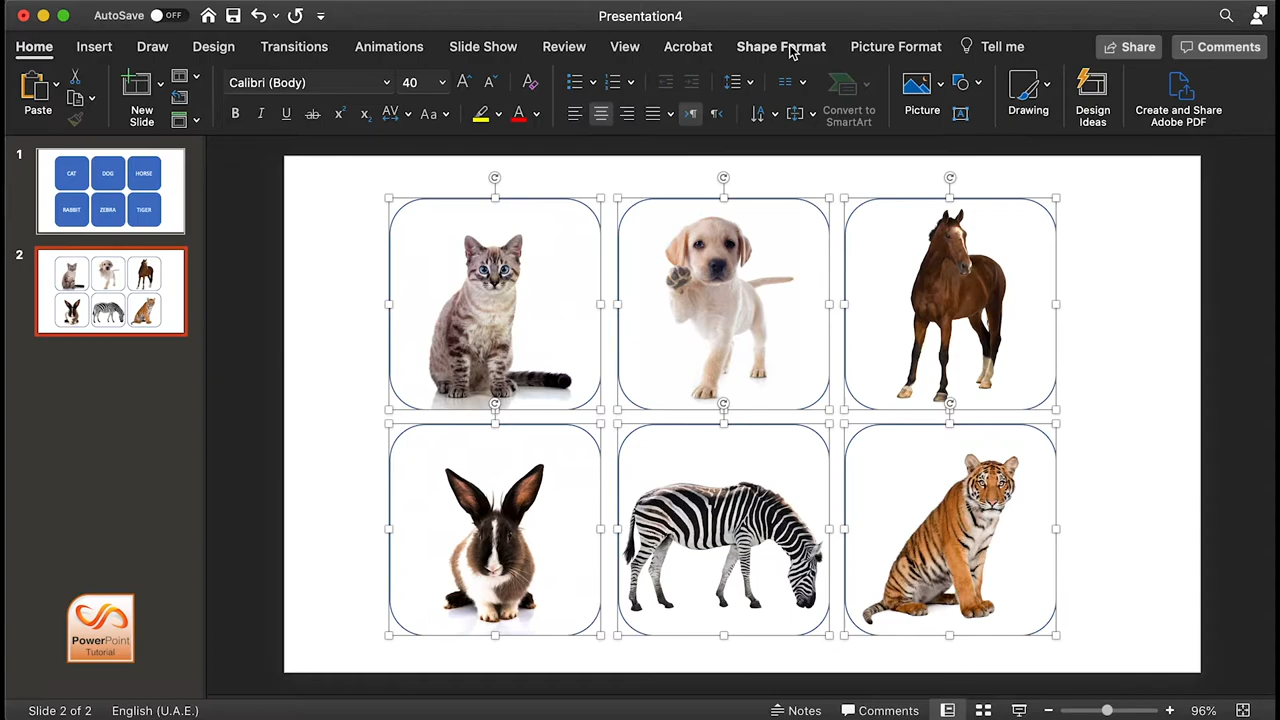 AutoSave OFF Presentation4
Home Insert Draw Design Transitions Animations Slide Show Review View Acrobat Shape Format Picture Format Tell me Share Comments
Paste New Slide Calibri (Body) 40 Convert to SmartArt Picture Drawing Design Ideas Create and Share Adobe PDF
1
CAT DOG HORSE
RABBIT ZEBRA TIGER
2
PowerPoint
Tutorial
Slide 2 of 2 English (U.A.E.) Notes Comments 96%